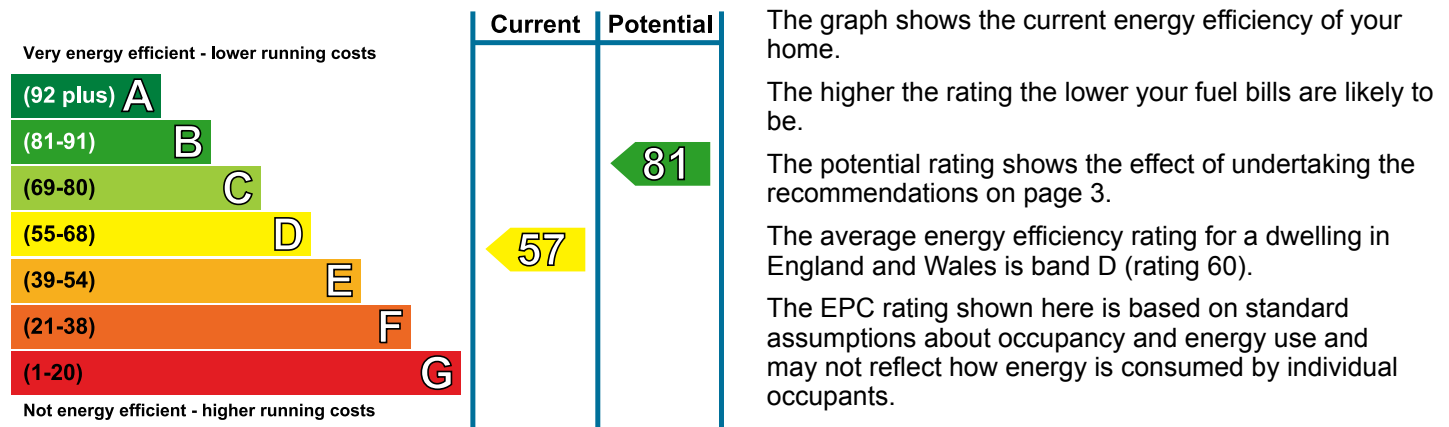 Current Potential
Very energy efficient - lower running costs
(92 plus) A
(81-91) B
(69-80) C
(55-68) D
(39-54) E
(21-38) F
(1-20) G
Not energy efficient - higher running costs
81
57
The graph shows the current energy efficiency of your
home.
The higher the rating the lower your fuel bills are likely to
be.
The potential rating shows the effect of undertaking the
recommendations on page 3.
The average energy efficiency rating for a dwelling in
England and Wales is band D (rating 60).
The EPC rating shown here is based on standard
assumptions about occupancy and energy use and
may not reflect how energy is consumed by individual
occupants.